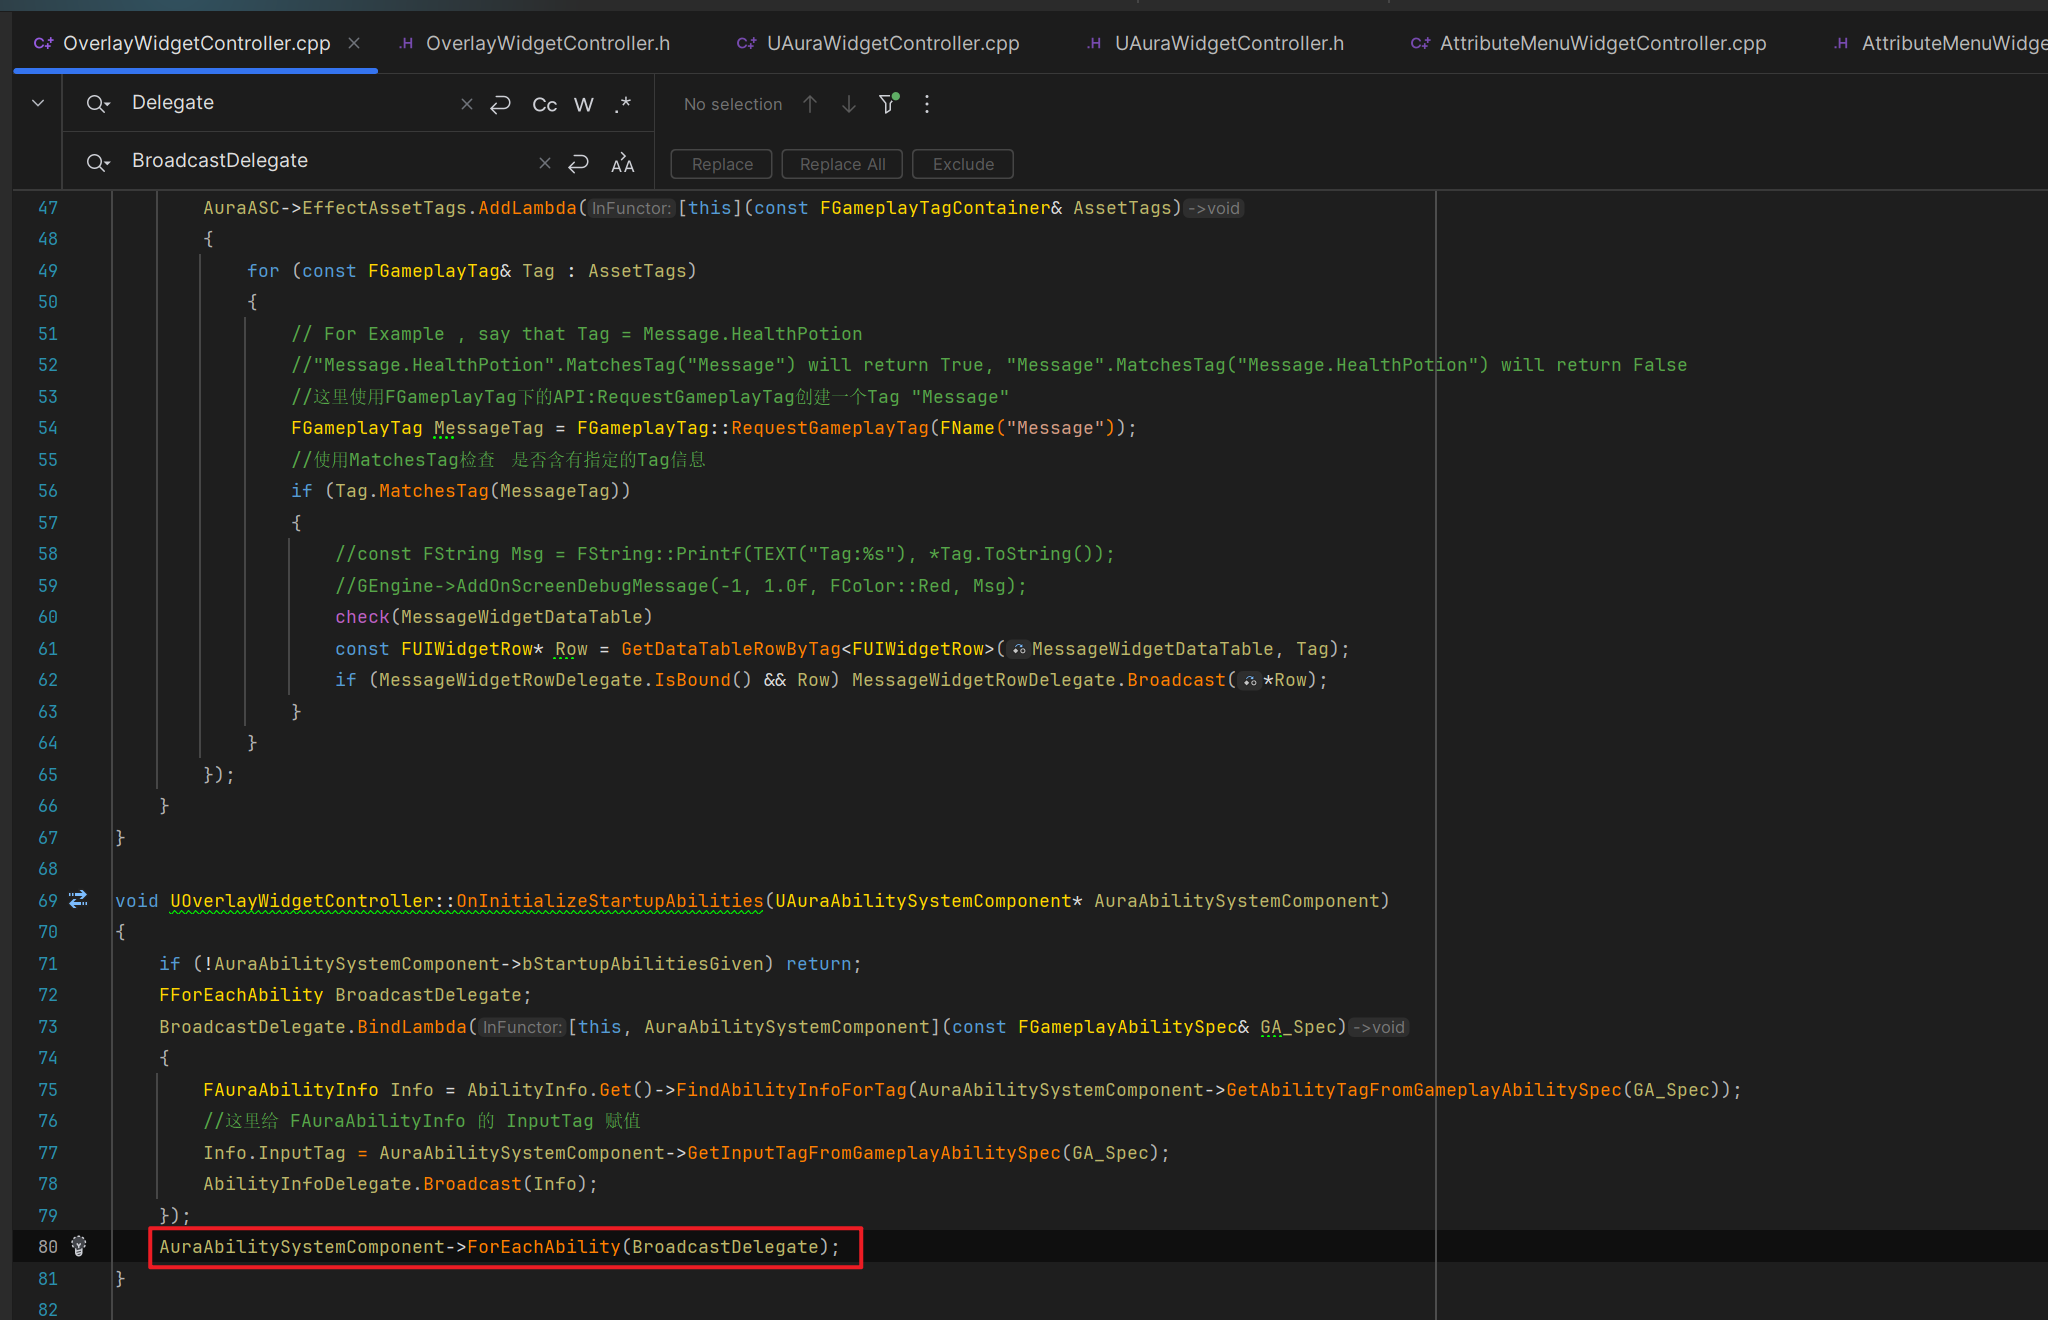 OverlayWidgetController.cpp OverlayWidgetController.h UAuraWidgetController.cpp UAuraWidgetController.h AttributeMenuWidgetController.cpp AttributeMenuWidge
Delegate Cc W .* No selection
BroadcastDelegate Replace Replace All Exclude
47 AuraASC->EffectAssetTags.AddLambda(InFunctor:[this](const FGameplayTagContainer& AssetTags)->void
48 {
49 for (const FGameplayTag& Tag : AssetTags)
50 {
51 // For Example , say that Tag = Message.HealthPotion
52 //"Message.HealthPotion".MatchesTag("Message") will return True, "Message".MatchesTag("Message.HealthPotion") will return False
53 //这里使用FGameplayTag下的API:RequestGameplayTag创建一个Tag "Message"
54 FGameplayTag MessageTag = FGameplayTag::RequestGameplayTag(FName("Message"));
55 //使用MatchesTag检查 是否含有指定的Tag信息
56 if (Tag.MatchesTag(MessageTag))
57 {
58 //const FString Msg = FString::Printf(TEXT("Tag:%s"), *Tag.ToString());
59 //GEngine->AddOnScreenDebugMessage(-1, 1.0f, FColor::Red, Msg);
60 check(MessageWidgetDataTable)
61 const FUIWidgetRow* Row = GetDataTableRowByTag<FUIWidgetRow>(MessageWidgetDataTable, Tag);
62 if (MessageWidgetRowDelegate.IsBound() && Row) MessageWidgetRowDelegate.Broadcast(*Row);
63 }
64 }
65 });
66 }
67 }
68
69 void UOverlayWidgetController::OnInitializeStartupAbilities(UAuraAbilitySystemComponent* AuraAbilitySystemComponent)
70 {
71 if (!AuraAbilitySystemComponent->bStartupAbilitiesGiven) return;
72 FForEachAbility BroadcastDelegate;
73 BroadcastDelegate.BindLambda(InFunctor:[this, AuraAbilitySystemComponent](const FGameplayAbilitySpec& GA_Spec)->void
74 {
75 FAuraAbilityInfo Info = AbilityInfo.Get()->FindAbilityInfoForTag(AuraAbilitySystemComponent->GetAbilityTagFromGameplayAbilitySpec(GA_Spec));
76 //这里给 FAuraAbilityInfo 的 InputTag 赋值
77 Info.InputTag = AuraAbilitySystemComponent->GetInputTagFromGameplayAbilitySpec(GA_Spec);
78 AbilityInfoDelegate.Broadcast(Info);
79 });
80 AuraAbilitySystemComponent->ForEachAbility(BroadcastDelegate);
81 }
82